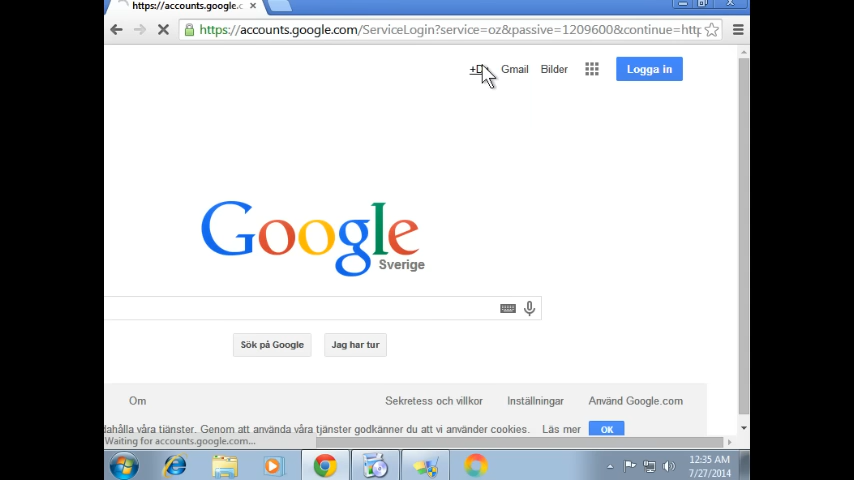 https://accounts.google.c
https://accounts.google.com/ServiceLogin?service=oz&passive=1209600&continue=http
Gmail Bilder Logga in
Google
Sverige
Sök på Google Jag har tur
Om Sekretess och villkor Inställningar Använd Google.com
dahålla våra tjänster. Genom att använda våra tjänster godkänner du att vi använder cookies. Läs mer OK
Waiting for accounts.google.com...
12:35 AM
7/27/2014